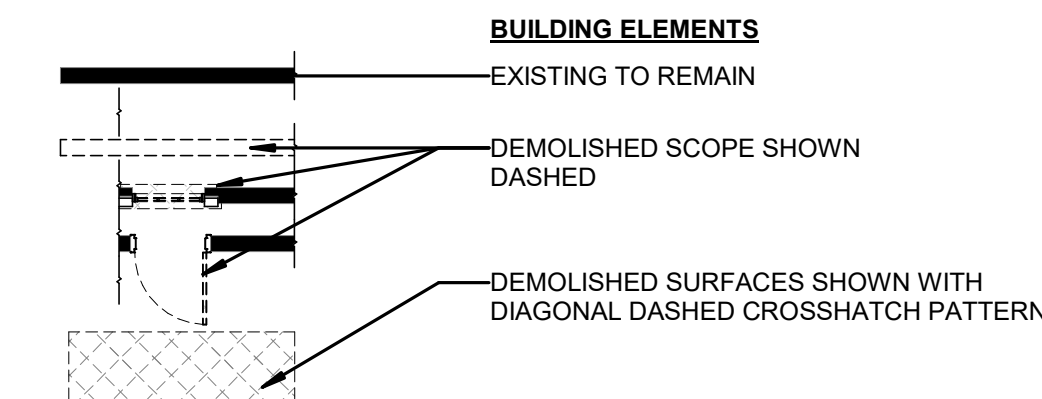 BUILDING ELEMENTS
EXISTING TO REMAIN
DEMOLISHED SCOPE SHOWN
DASHED
DEMOLISHED SURFACES SHOWN WITH
DIAGONAL DASHED CROSSHATCH PATTERN